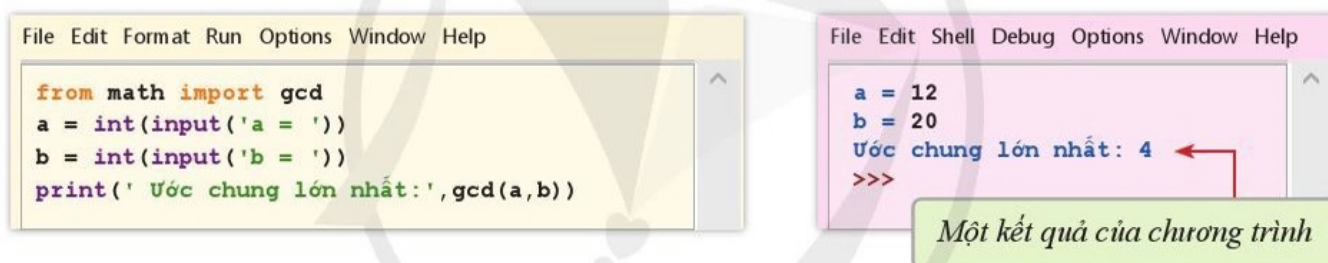 File Edit Format Run Options Window Help
from math import gcd
a = int(input('a = '))
b = int(input('b = '))
print(' Ước chung lớn nhất:',gcd(a,b))
File Edit Shell Debug Options Window Help
a = 12
b = 20
Ước chung lớn nhất: 4
>>>
Một kết quả của chương trình